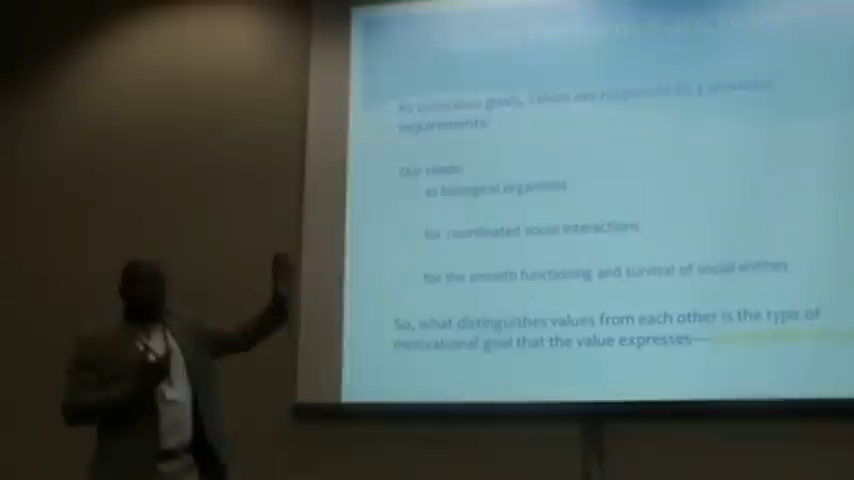 As conscious goals, values are responses to 3 universal
requirements:
Our needs
as biological organisms
for coordinated social interactions
for the smooth functioning and survival of social entities
So, what distinguishes values from each other is the type of
motivational goal that the value expresses—